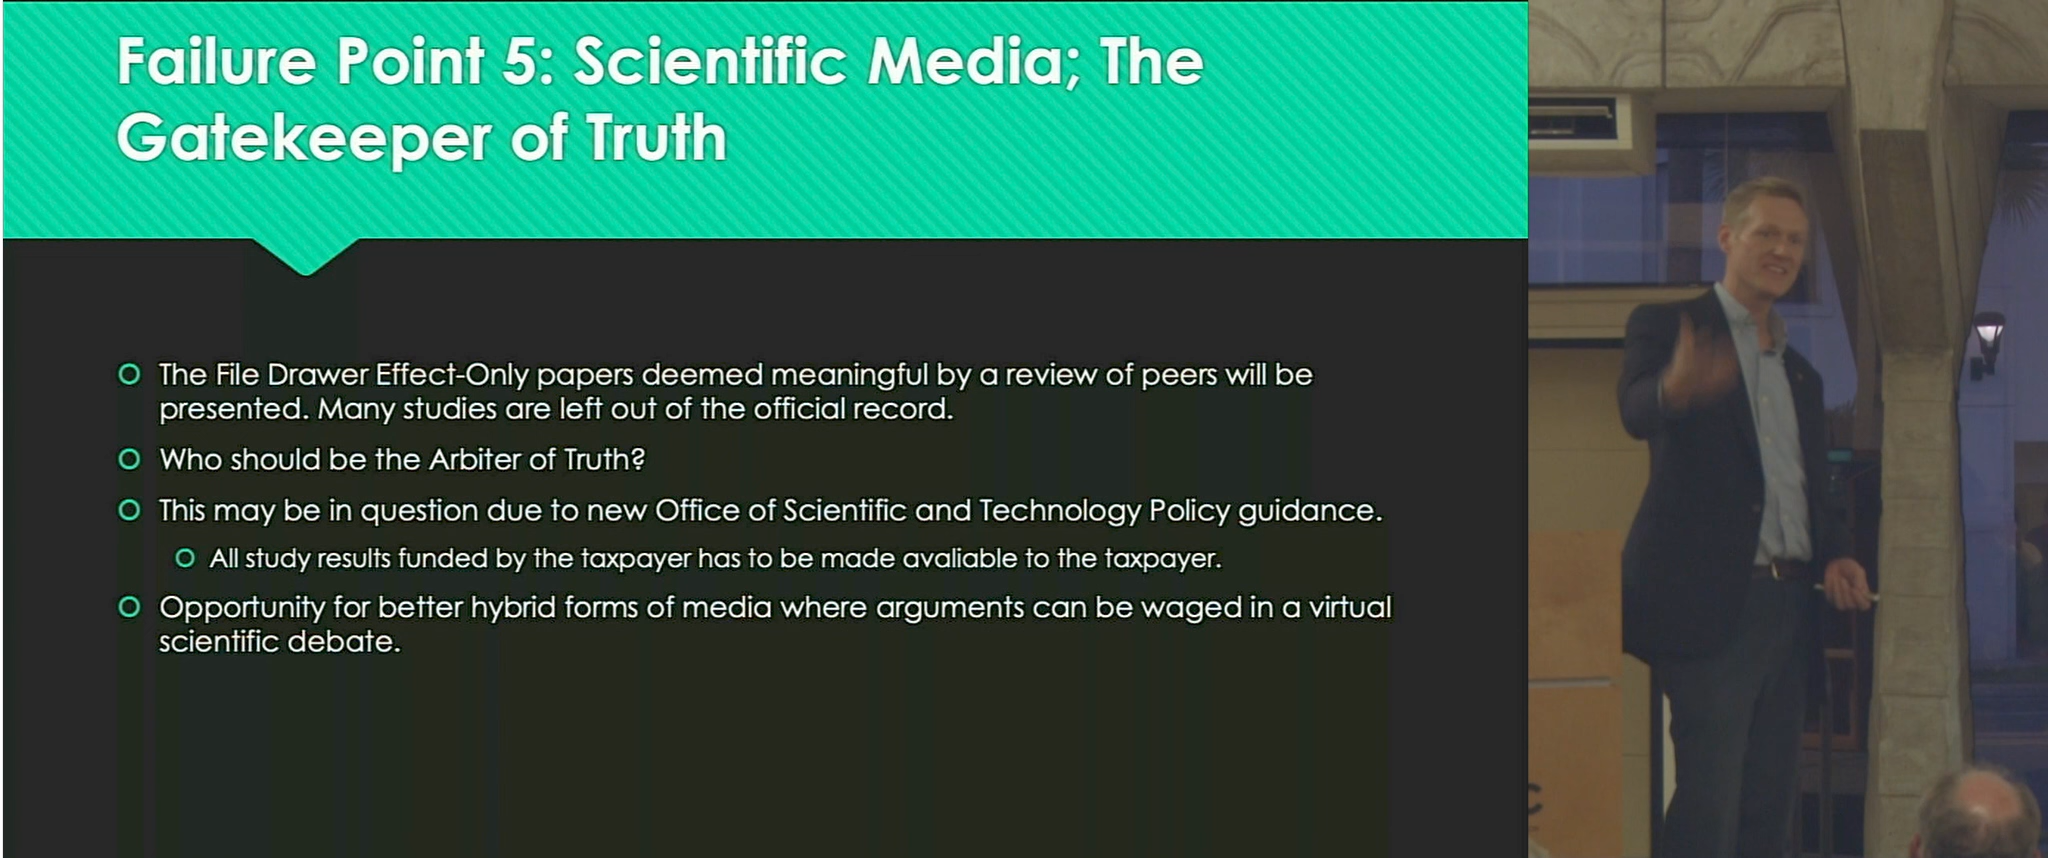 Failure Point 5: Scientific Media; The
Gatekeeper of Truth
The File Drawer Effect-Only papers deemed meaningful by a review of peers will be
presented. Many studies are left out of the official record.
Who should be the Arbiter of Truth?
This may be in question due to new Office of Scientific and Technology Policy guidance.
All study results funded by the taxpayer has to be made avaliable to the taxpayer.
Opportunity for better hybrid forms of media where arguments can be waged in a virtual
scientific debate.